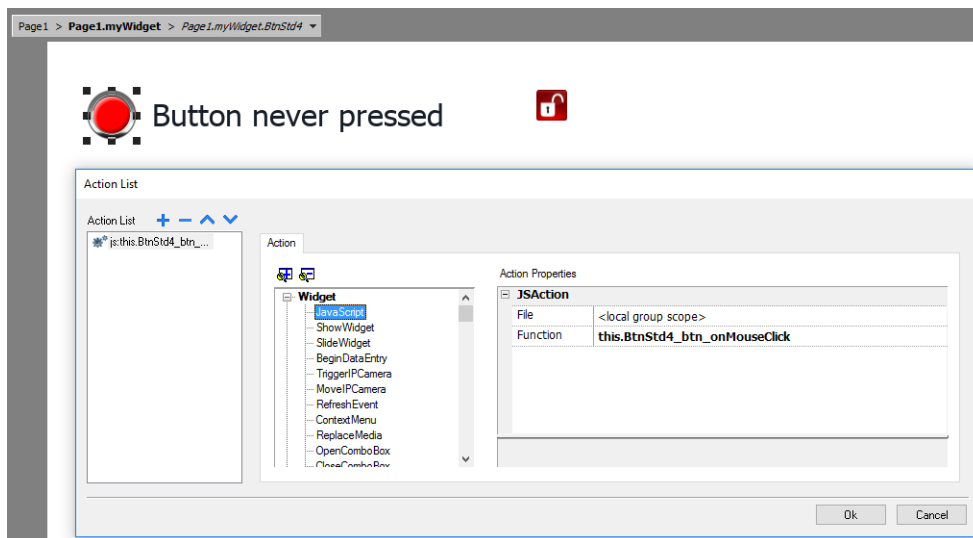 Page1 > Page1.myWidget > Page1.myWidget.BtnStd4
Button never pressed
Action List
Action List
js:this.BtnStd4_btn_...
Action
Action Properties
Widget
JavaScript
ShowWidget
SlideWidget
BeginDataEntry
TriggerIPCamera
MoveIPCamera
RefreshEvent
ContextMenu
ReplaceMedia
OpenComboBox
CloseComboBox
JSAction
File <local group scope>
Function this.BtnStd4_btn_onMouseClick
Ok Cancel